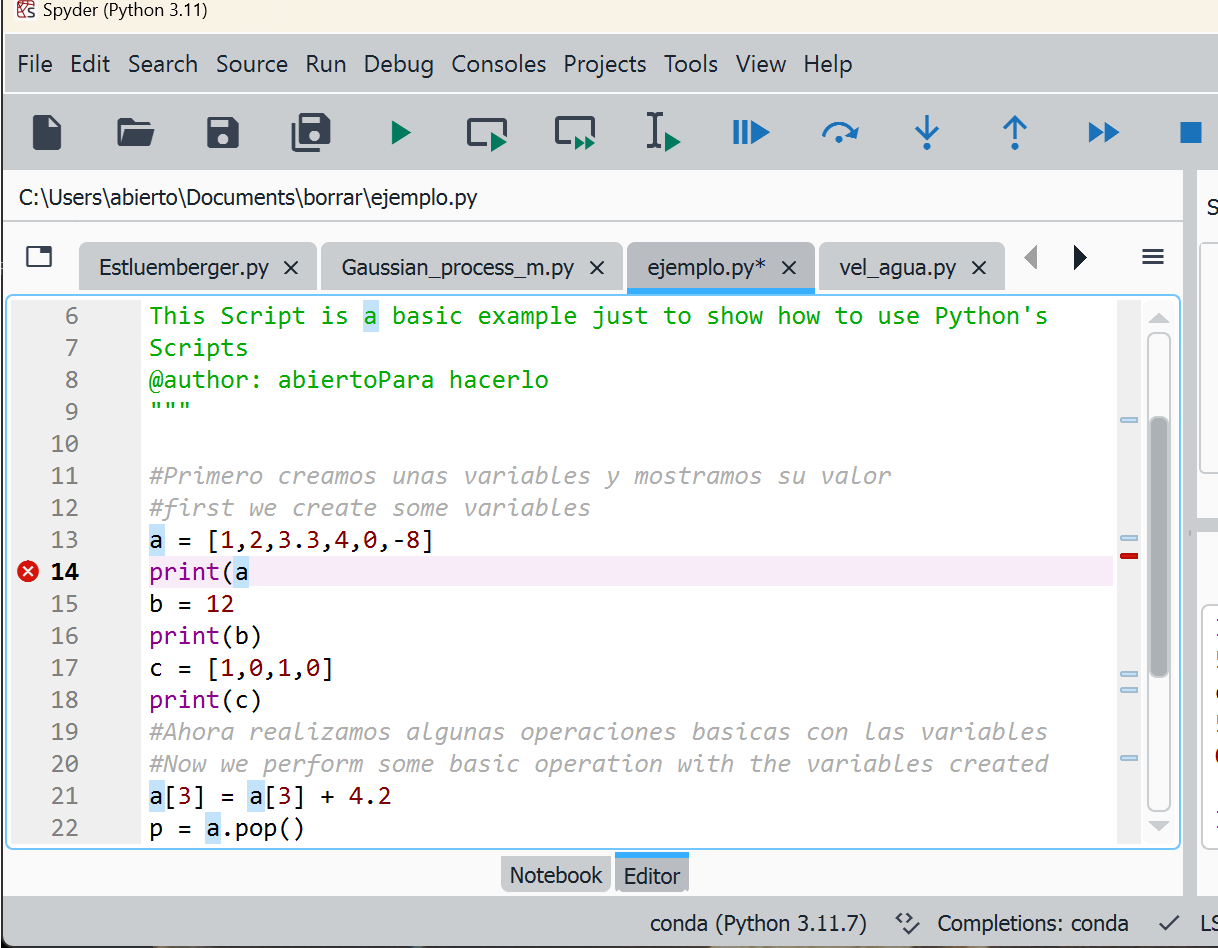 Spyder (Python 3.11)
File Edit Search Source Run Debug Consoles Projects Tools View Help
C:\Users\abierto\Documents\borrar\ejemplo.py
Estluemberger.py Gaussian_process_m.py ejemplo.py* vel_agua.py
6 This Script is a basic example just to show how to use Python's
7 Scripts
8 @author: abiertoPara hacerlo
9 """
10
11 #Primero creamos unas variables y mostramos su valor
12 #first we create some variables
13 a = [1,2,3.3,4,0,-8]
14 print(a
15 b = 12
16 print(b)
17 c = [1,0,1,0]
18 print(c)
19 #Ahora realizamos algunas operaciones basicas con las variables
20 #Now we perform some basic operation with the variables created
21 a[3] = a[3] + 4.2
22 p = a.pop()
Notebook Editor
conda (Python 3.11.7) Completions: conda